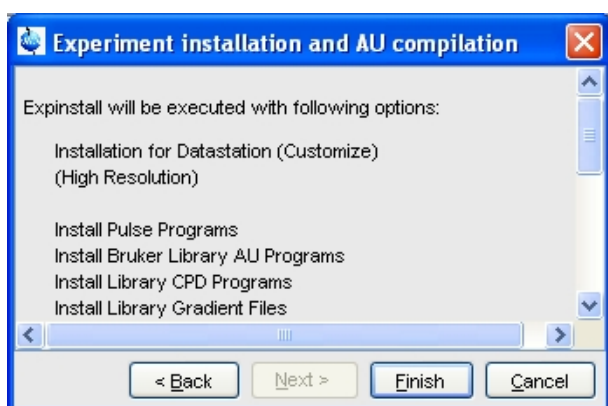 Experiment installation and AU compilation
Expinstall will be executed with following options:
Installation for Datastation (Customize)
(High Resolution)
Install Pulse Programs
Install Bruker Library AU Programs
Install Library CPD Programs
Install Library Gradient Files
< Back Next > Finish Cancel